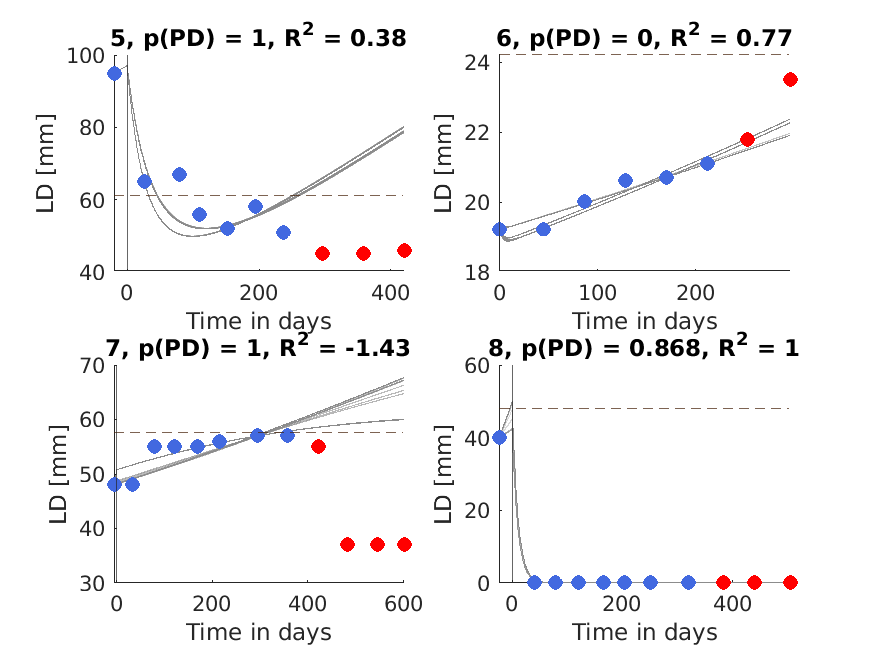 5, p(PD) = 1, R² = 0.38
100
80
60
40
LD [mm]
0
200
400
Time in days
6, p(PD) = 0, R² = 0.77
24
22
20
18
LD [mm]
0
100
200
Time in days
7, p(PD) = 1, R² = -1.43
70
60
50
40
30
LD [mm]
0
200
400
600
Time in days
8, p(PD) = 0.868, R² = 1
60
40
20
0
LD [mm]
0
200
400
Time in days